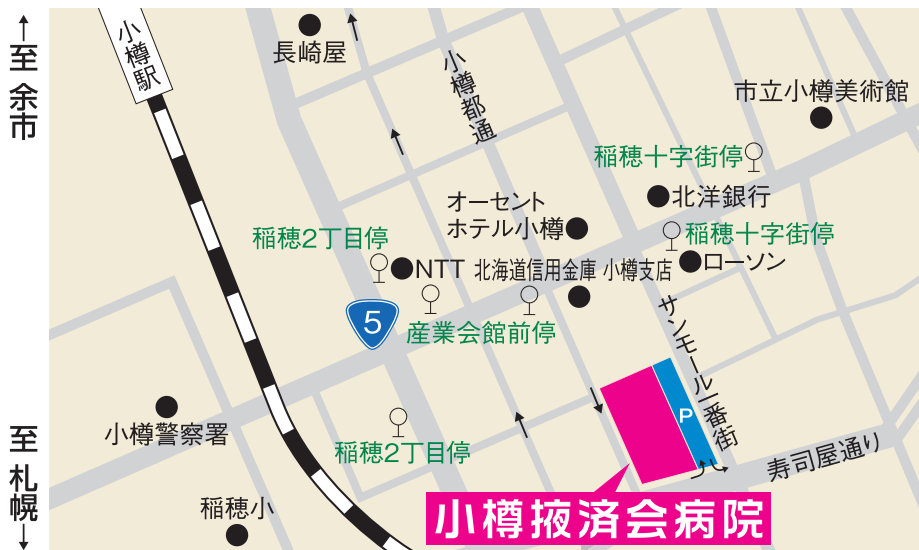 至 余市
小樽駅
長崎屋
小樽都通
市立小樽美術館
稲穂十字街停
北洋銀行
オーセント
ホテル小樽
稲穂十字街停
稲穂2丁目停
NTT
北海道信用金庫 小樽支店
ローソン
5
産業会館前停
サンモール一番街
P
小樽警察署
稲穂2丁目停
寿司屋通り
至 札幌
稲穂小
小樽掖済会病院